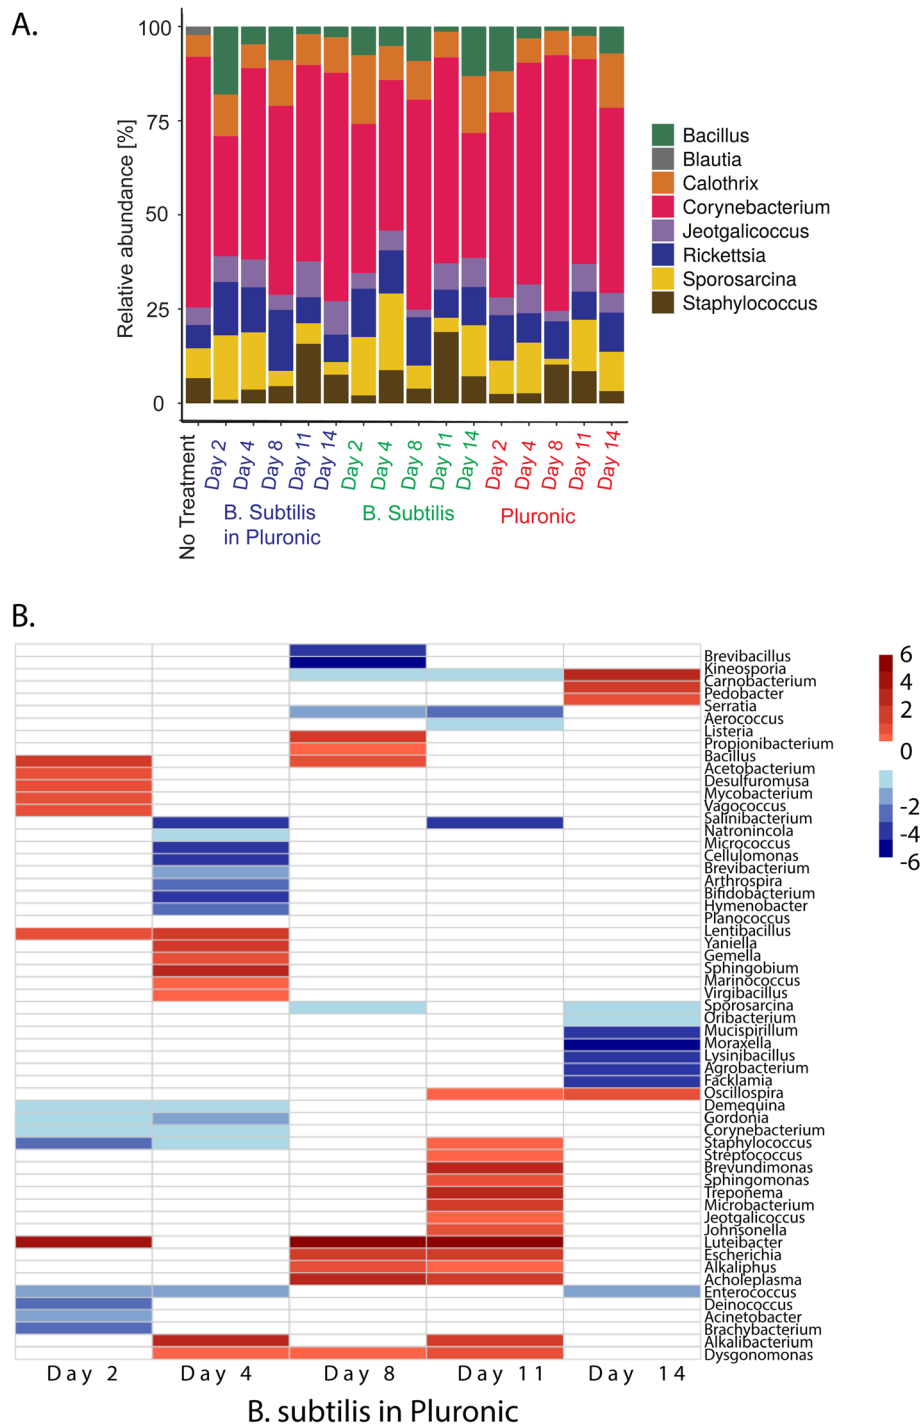 A.
Relative abundance [%]
100
75
50
25
0
No Treatment
Day 2
Day 4
Day 8
Day 11
Day 14
Day 2
Day 4
Day 8
Day 11
Day 14
Day 2
Day 4
Day 8
Day 11
Day 14
B. Subtilis
in Pluronic
B. Subtilis
Pluronic
Bacillus
Blautia
Calothrix
Corynebacterium
Jeotgalicoccus
Rickettsia
Sporosarcina
Staphylococcus
B.
Brevibacillus
Kineosporia
Carnobacterium
Pedobacter
Serratia
Aerococcus
Listeria
Propionibacterium
Bacillus
Acetobacterium
Desulfuromusa
Mycobacterium
Vagococcus
Salinibacterium
Natronincola
Micrococcus
Cellulomonas
Brevibacterium
Arthrospira
Bifidobacterium
Hymenobacter
Planococcus
Lentibacillus
Yaniella
Gemella
Sphingobium
Marinococcus
Virgibacillus
Sporosarcina
Oribacterium
Mucispirillum
Moraxella
Lysinibacillus
Agrobacterium
Facklamia
Oscillospira
Demequina
Gordonia
Corynebacterium
Staphylococcus
Streptococcus
Brevundimonas
Sphingomonas
Treponema
Microbacterium
Jeotgalicoccus
Johnsonella
Luteibacter
Escherichia
Alkaliphus
Acholeplasma
Enterococcus
Deinococcus
Acinetobacter
Brachybacterium
Alkalibacterium
Dysgonomonas
6
4
2
0
-2
-4
-6
Day 2
Day 4
Day 8
Day 11
Day 14
B. subtilis in Pluronic